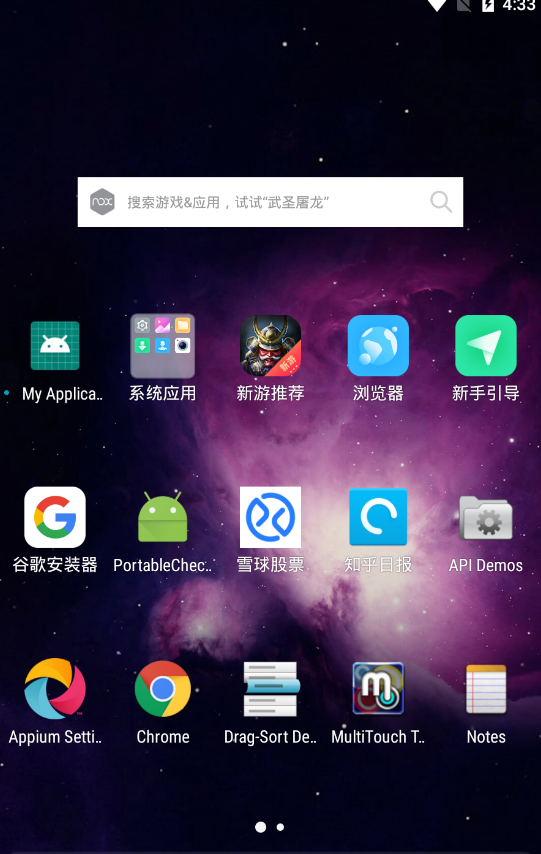 4:33
nox 搜索游戏&应用，试试“武圣屠龙”
My Applica..
系统应用
新游
新游推荐
浏览器
新手引导
谷歌安装器
PortableChec..
雪球股票
知乎日报
API Demos
Appium Setti..
Chrome
Drag-Sort De..
MultiTouch T..
Notes